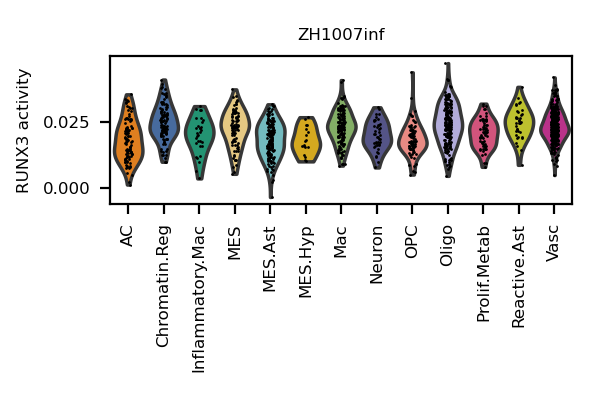 ZH1007inf
RUNX3 activity
0.025
0.000
AC
Chromatin.Reg
Inflammatory.Mac
MES
MES.Ast
MES.Hyp
Mac
Neuron
OPC
Oligo
Prolif.Metab
Reactive.Ast
Vasc